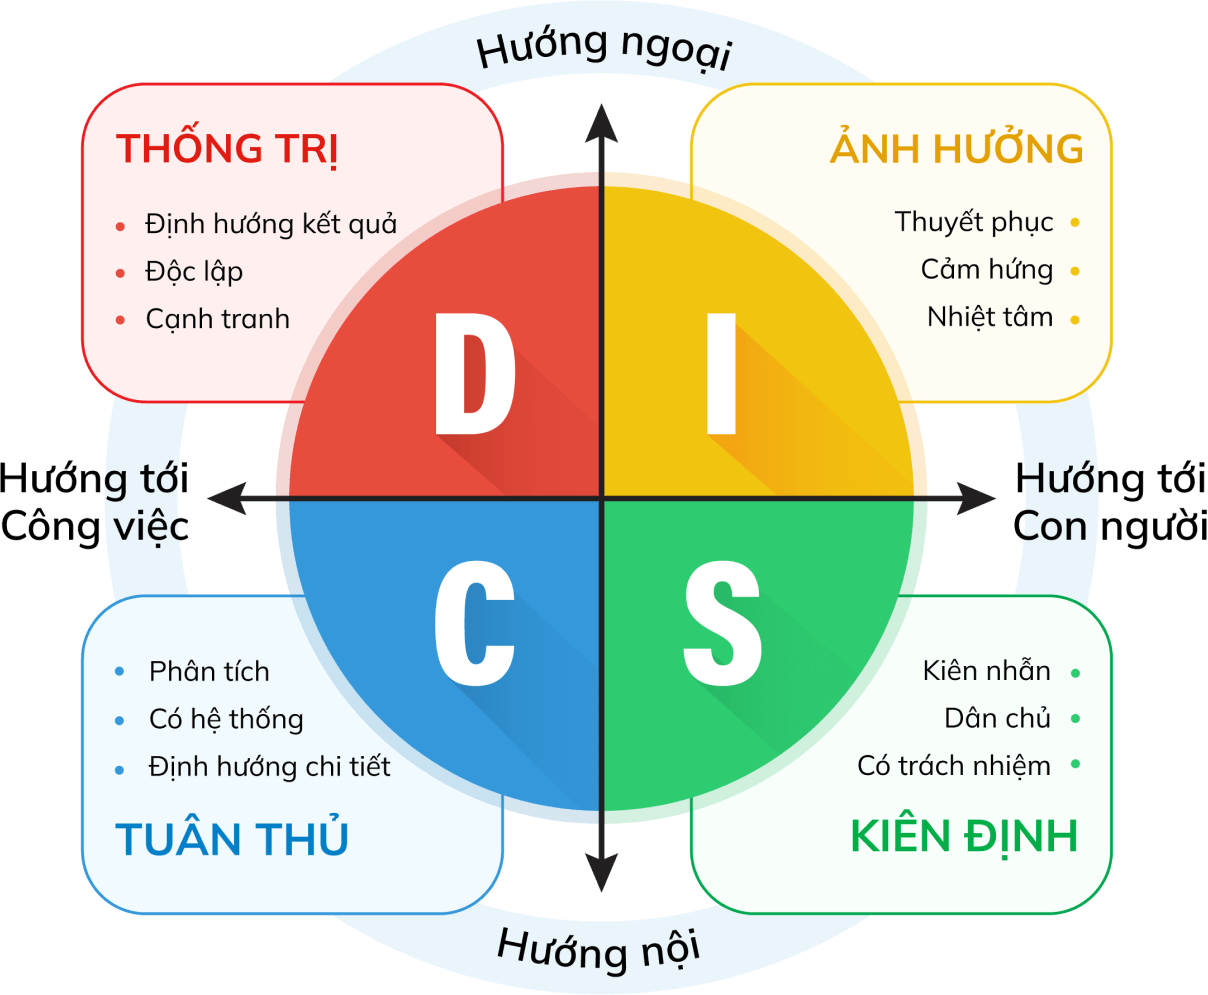 Hướng ngoại
THỐNG TRỊ
Định hướng kết quả
Độc lập
Cạnh tranh
ẢNH HƯỞNG
Thuyết phục
Cảm hứng
Nhiệt tâm
D
I
Hướng tới
Công việc
Hướng tới
Con người
C
S
Phân tích
Có hệ thống
Định hướng chi tiết
TUÂN THỦ
Kiên nhẫn
Dân chủ
Có trách nhiệm
KIÊN ĐỊNH
Hướng nội